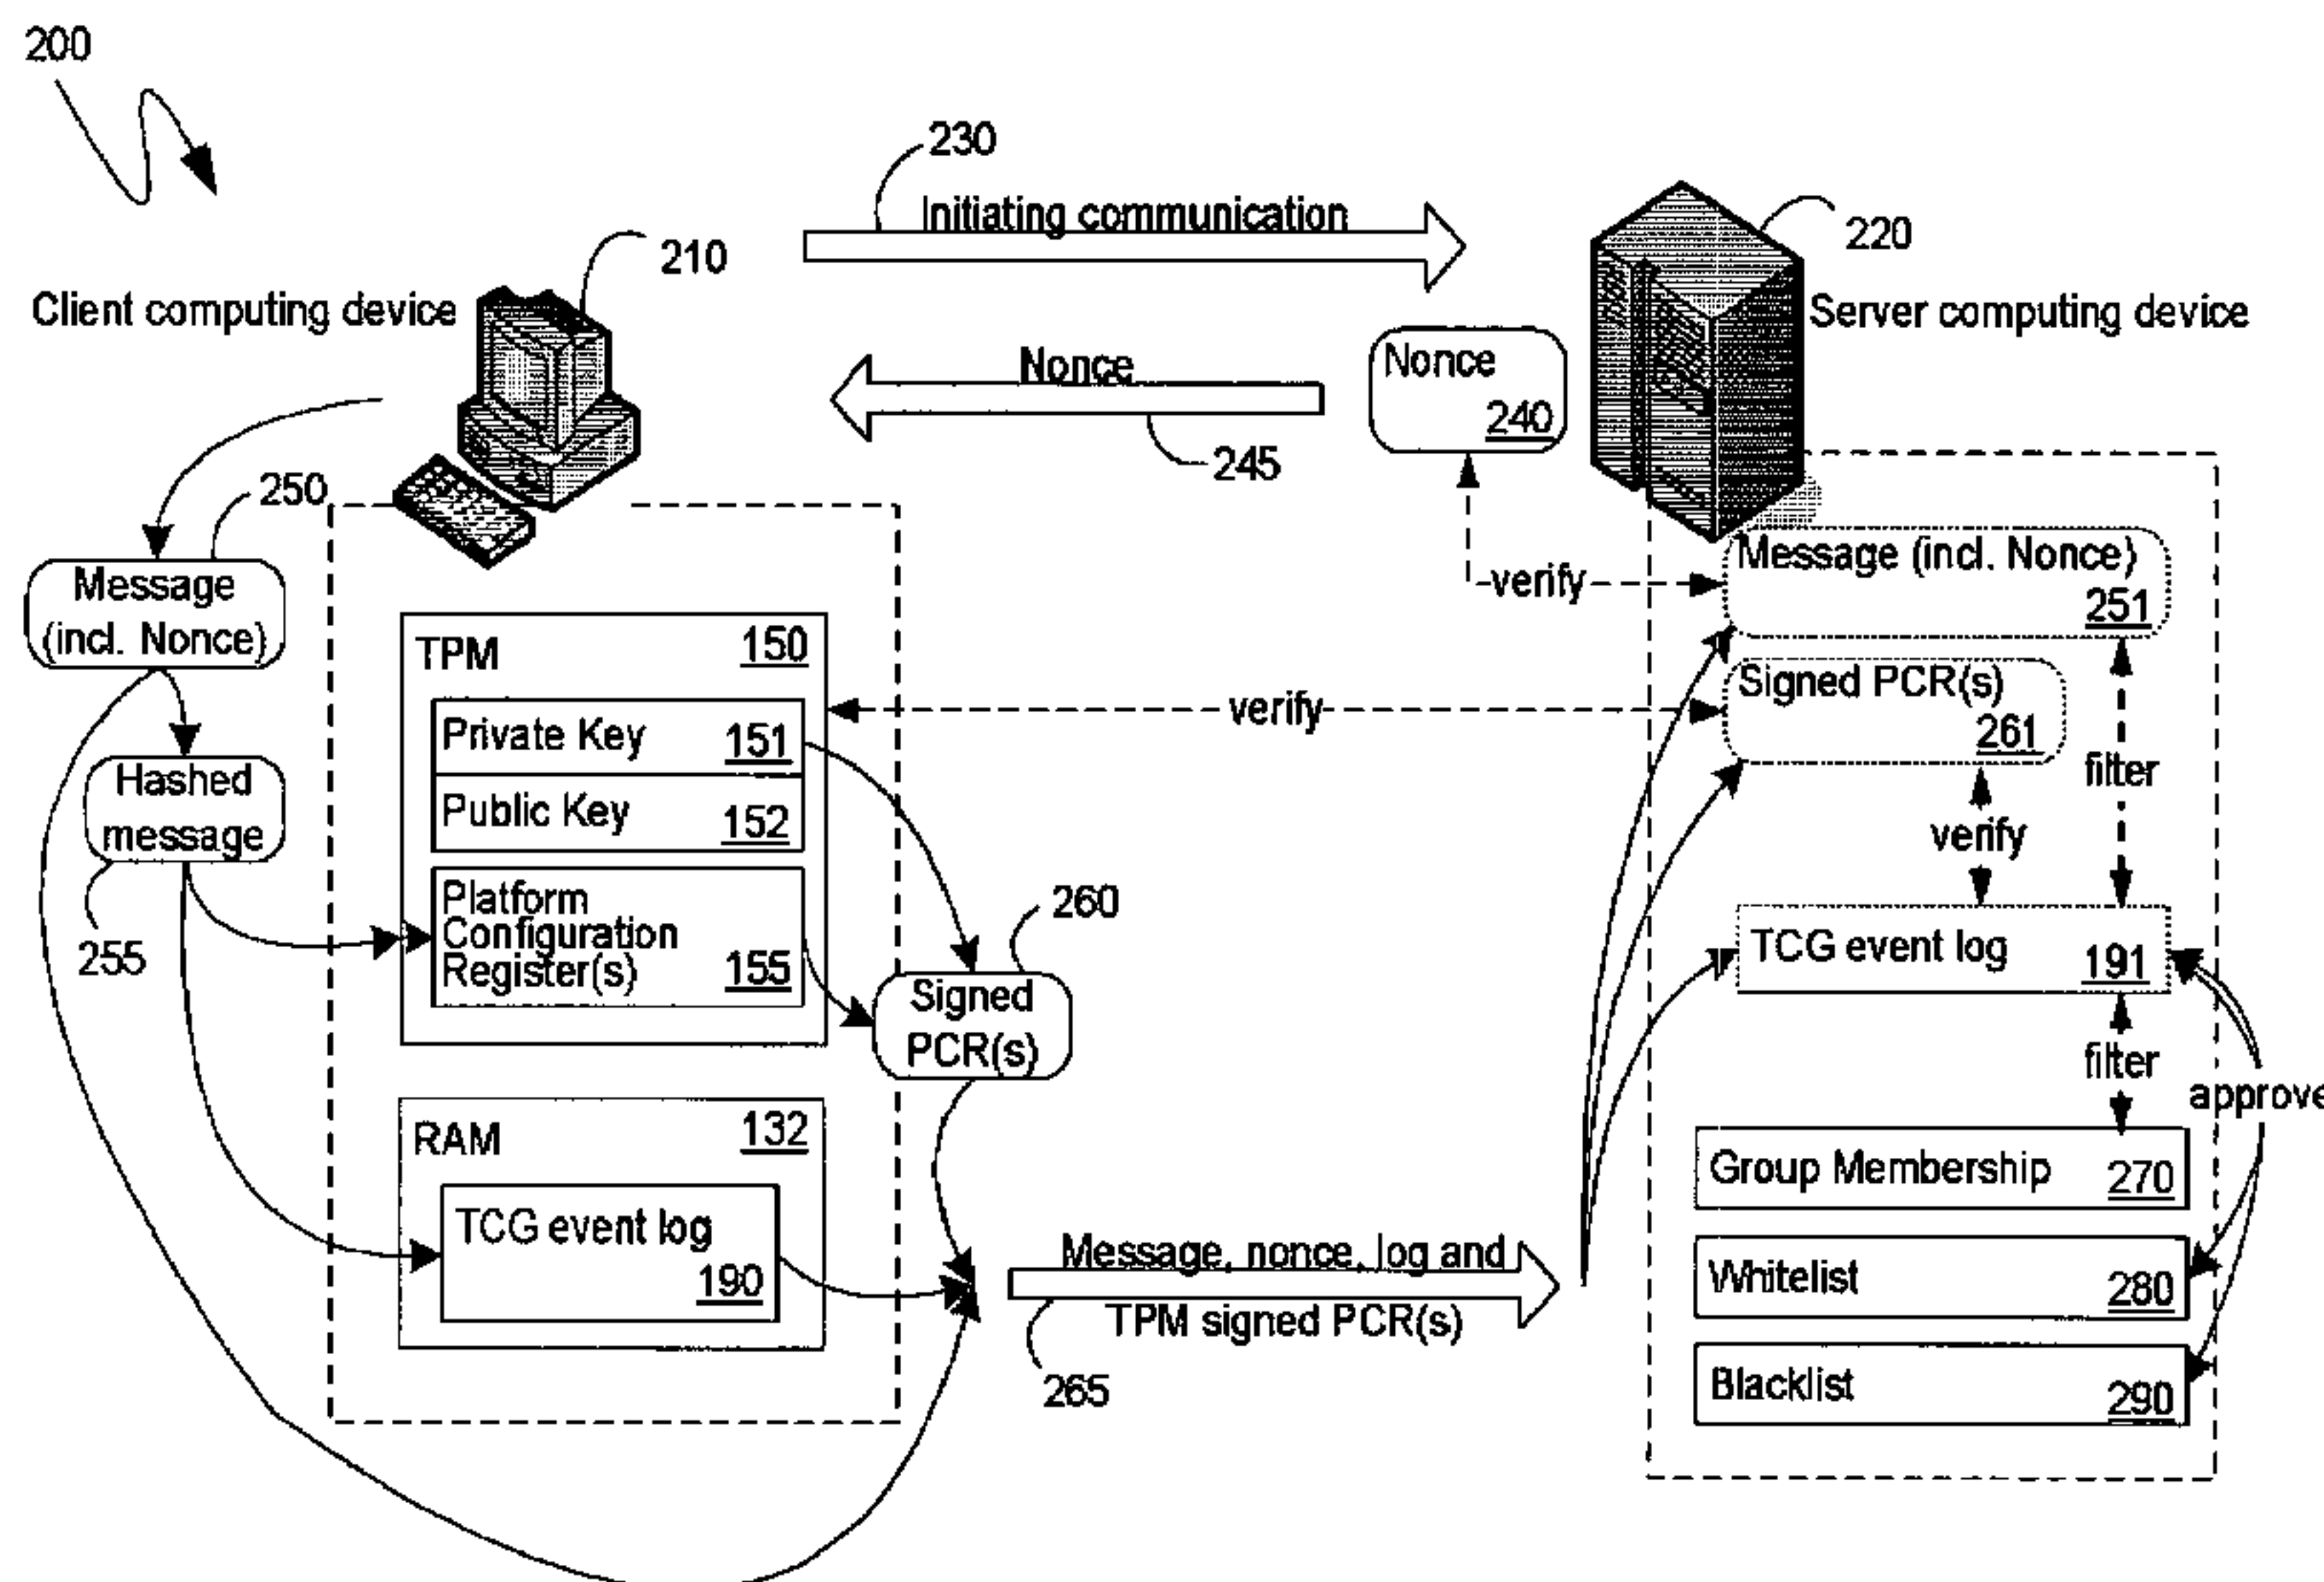 200
230
Initiating communication
210
220
Client computing device
Server computing device
Nonce
245
Nonce
240
250
Message
(incl. Nonce)
verify
Message (incl. Nonce)
251
TPM
150
Signed PCR(s)
261
verify
Private Key
151
Public Key
152
filter
Hashed
message
255
verify
Platform
Configuration
Register(s)
155
260
Signed
PCR(s)
TCG event log
191
filter
approve
RAM
132
TCG event log
190
Group Membership
270
Message, nonce, log and
TPM signed PCR(s)
265
Whitelist
280
Blacklist
290